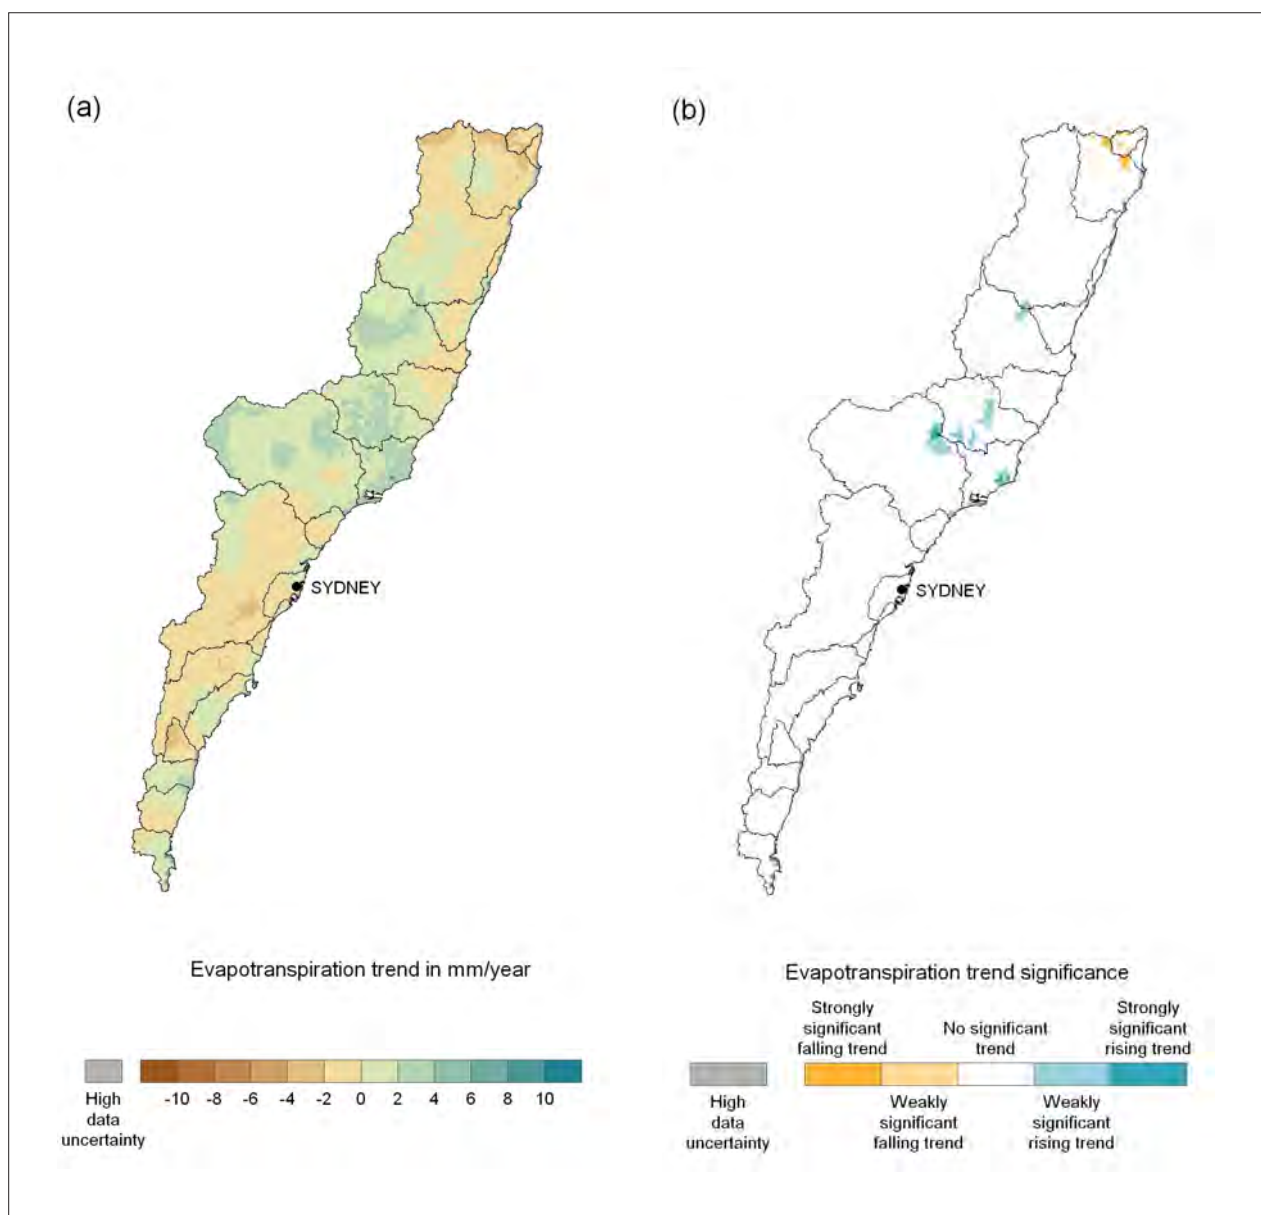 (a)
(b)
SYDNEY
SYDNEY
Evapotranspiration trend in mm/year
High
data
uncertainty
-10 -8 -6 -4 -2 0 2 4 6 8 10
Evapotranspiration trend significance
Strongly
significant
falling trend
No significant
trend
Strongly
significant
rising trend
High
data
uncertainty
Weakly
significant
falling trend
Weakly
significant
rising trend